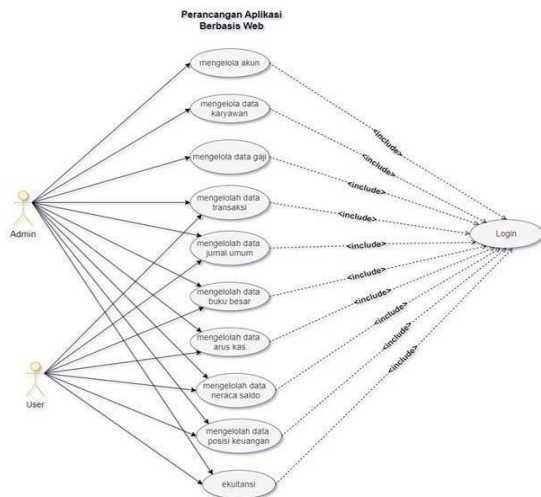 Perancangan Aplikasi
Berbasis Web
mengelola akun
mengelola data
karyawan
mengelola data gaji
mengelola data
transaksi
mengelolah data
jurnal umum
mengelolah data
buku besar
mengelolah data
arus kas
mengelolah data
neraca saldo
mengelolah data
posisi keuangan
ekuitansi
Admin
User
<include>
<include>
<include>
<include>
<include>
<include>
<include>
<include>
<include>
<include>
Login